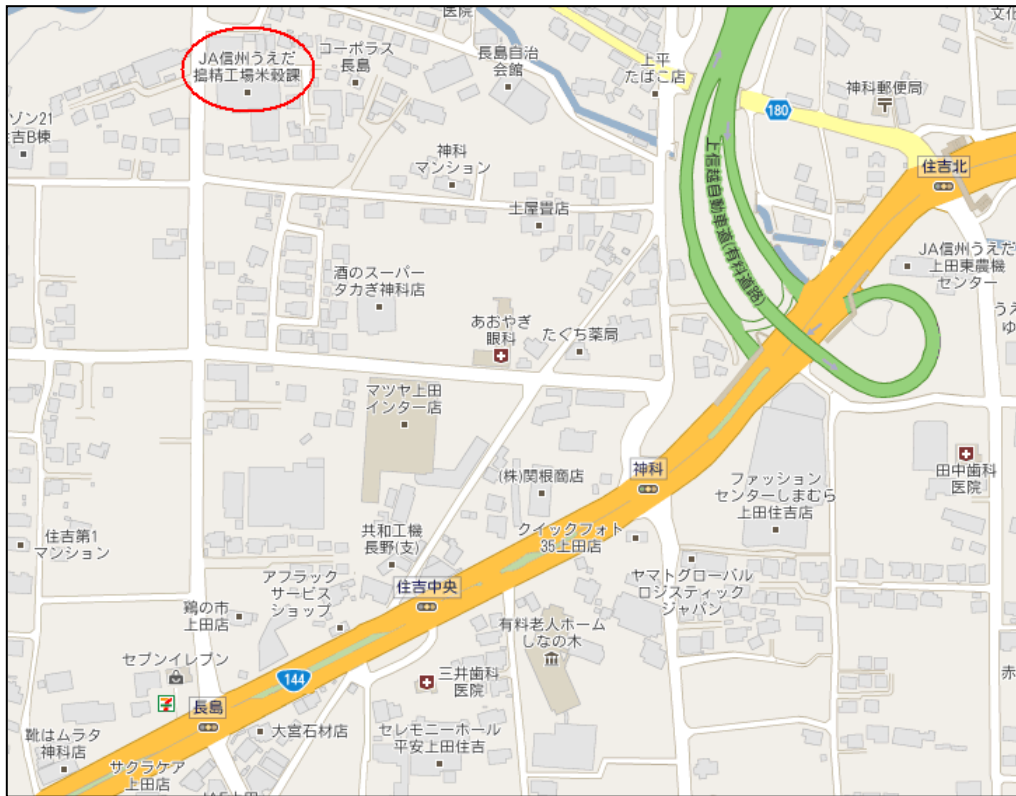 医院
文化
JA信州うえだ
搗精工場米穀課
コーポラス
長島
長島自治
会館
上平
たばこ店
180
神科郵便局
ゾン21
吉B棟
神科
マンション
住吉北
土屋畳店
上信越自動車道(有料道路)
JA信州うえだ
上田東農機
センター
酒のスーパー
タカぎ神科店
あおやぎ
眼科
たぐち薬局
マツヤ上田
インター店
(株)関根商店
神科
ファッション
センターしまむら
上田住吉店
田中歯科
医院
住吉第1
マンション
共和工機
長野(支)
クイックフォト
35上田店
住吉中央
アフラック
サービス
ショップ
ヤマトグローバル
ロジスティック
ジャパン
鶏の市
上田店
有料老人ホーム
しなの木
セブンイレブン
144
三井歯科
医院
赤
長島
靴はムラタ
神科店
大宮石材店
セレモニーホール
平安上田住吉
サクラケア
上田店